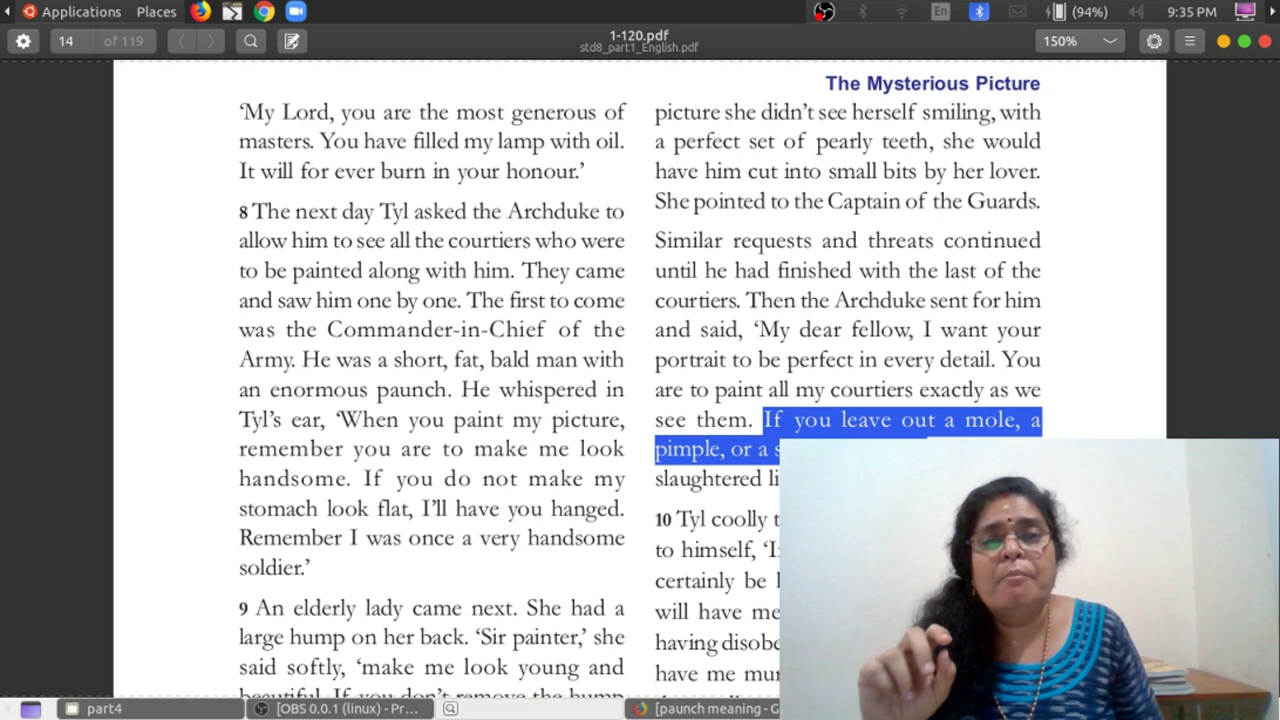 Applications Places
En
(94%)
9:35 PM
14 of 119
1-120.pdf
std8_part1_English.pdf
150%
The Mysterious Picture
‘My Lord, you are the most generous of
masters. You have filled my lamp with oil.
It will for ever burn in your honour.’
8 The next day Tyl asked the Archduke to
allow him to see all the courtiers who were
to be painted along with him. They came
and saw him one by one. The first to come
was the Commander-in-Chief of the
Army. He was a short, fat, bald man with
an enormous paunch. He whispered in
Tyl’s ear, ‘When you paint my picture,
remember you are to make me look
handsome. If you do not make my
stomach look flat, I’ll have you hanged.
Remember I was once a very handsome
soldier.’
9 An elderly lady came next. She had a
large hump on her back. ‘Sir painter,’ she
said softly, ‘make me look young and
beautiful. If you don’t remove the hump
picture she didn’t see herself smiling, with
a perfect set of pearly teeth, she would
have him cut into small bits by her lover.
She pointed to the Captain of the Guards.
Similar requests and threats continued
until he had finished with the last of the
courtiers. Then the Archduke sent for him
and said, ‘My dear fellow, I want your
portrait to be perfect in every detail. You
are to paint all my courtiers exactly as we
see them. If you leave out a mole, a
pimple, or a s
slaughtered li
10 Tyl coolly t
to himself, ‘I
certainly be
will have me
having disobe
have me mur
part4
[OBS 0.0.1 (linux) - Pr...
[paunch meaning - G